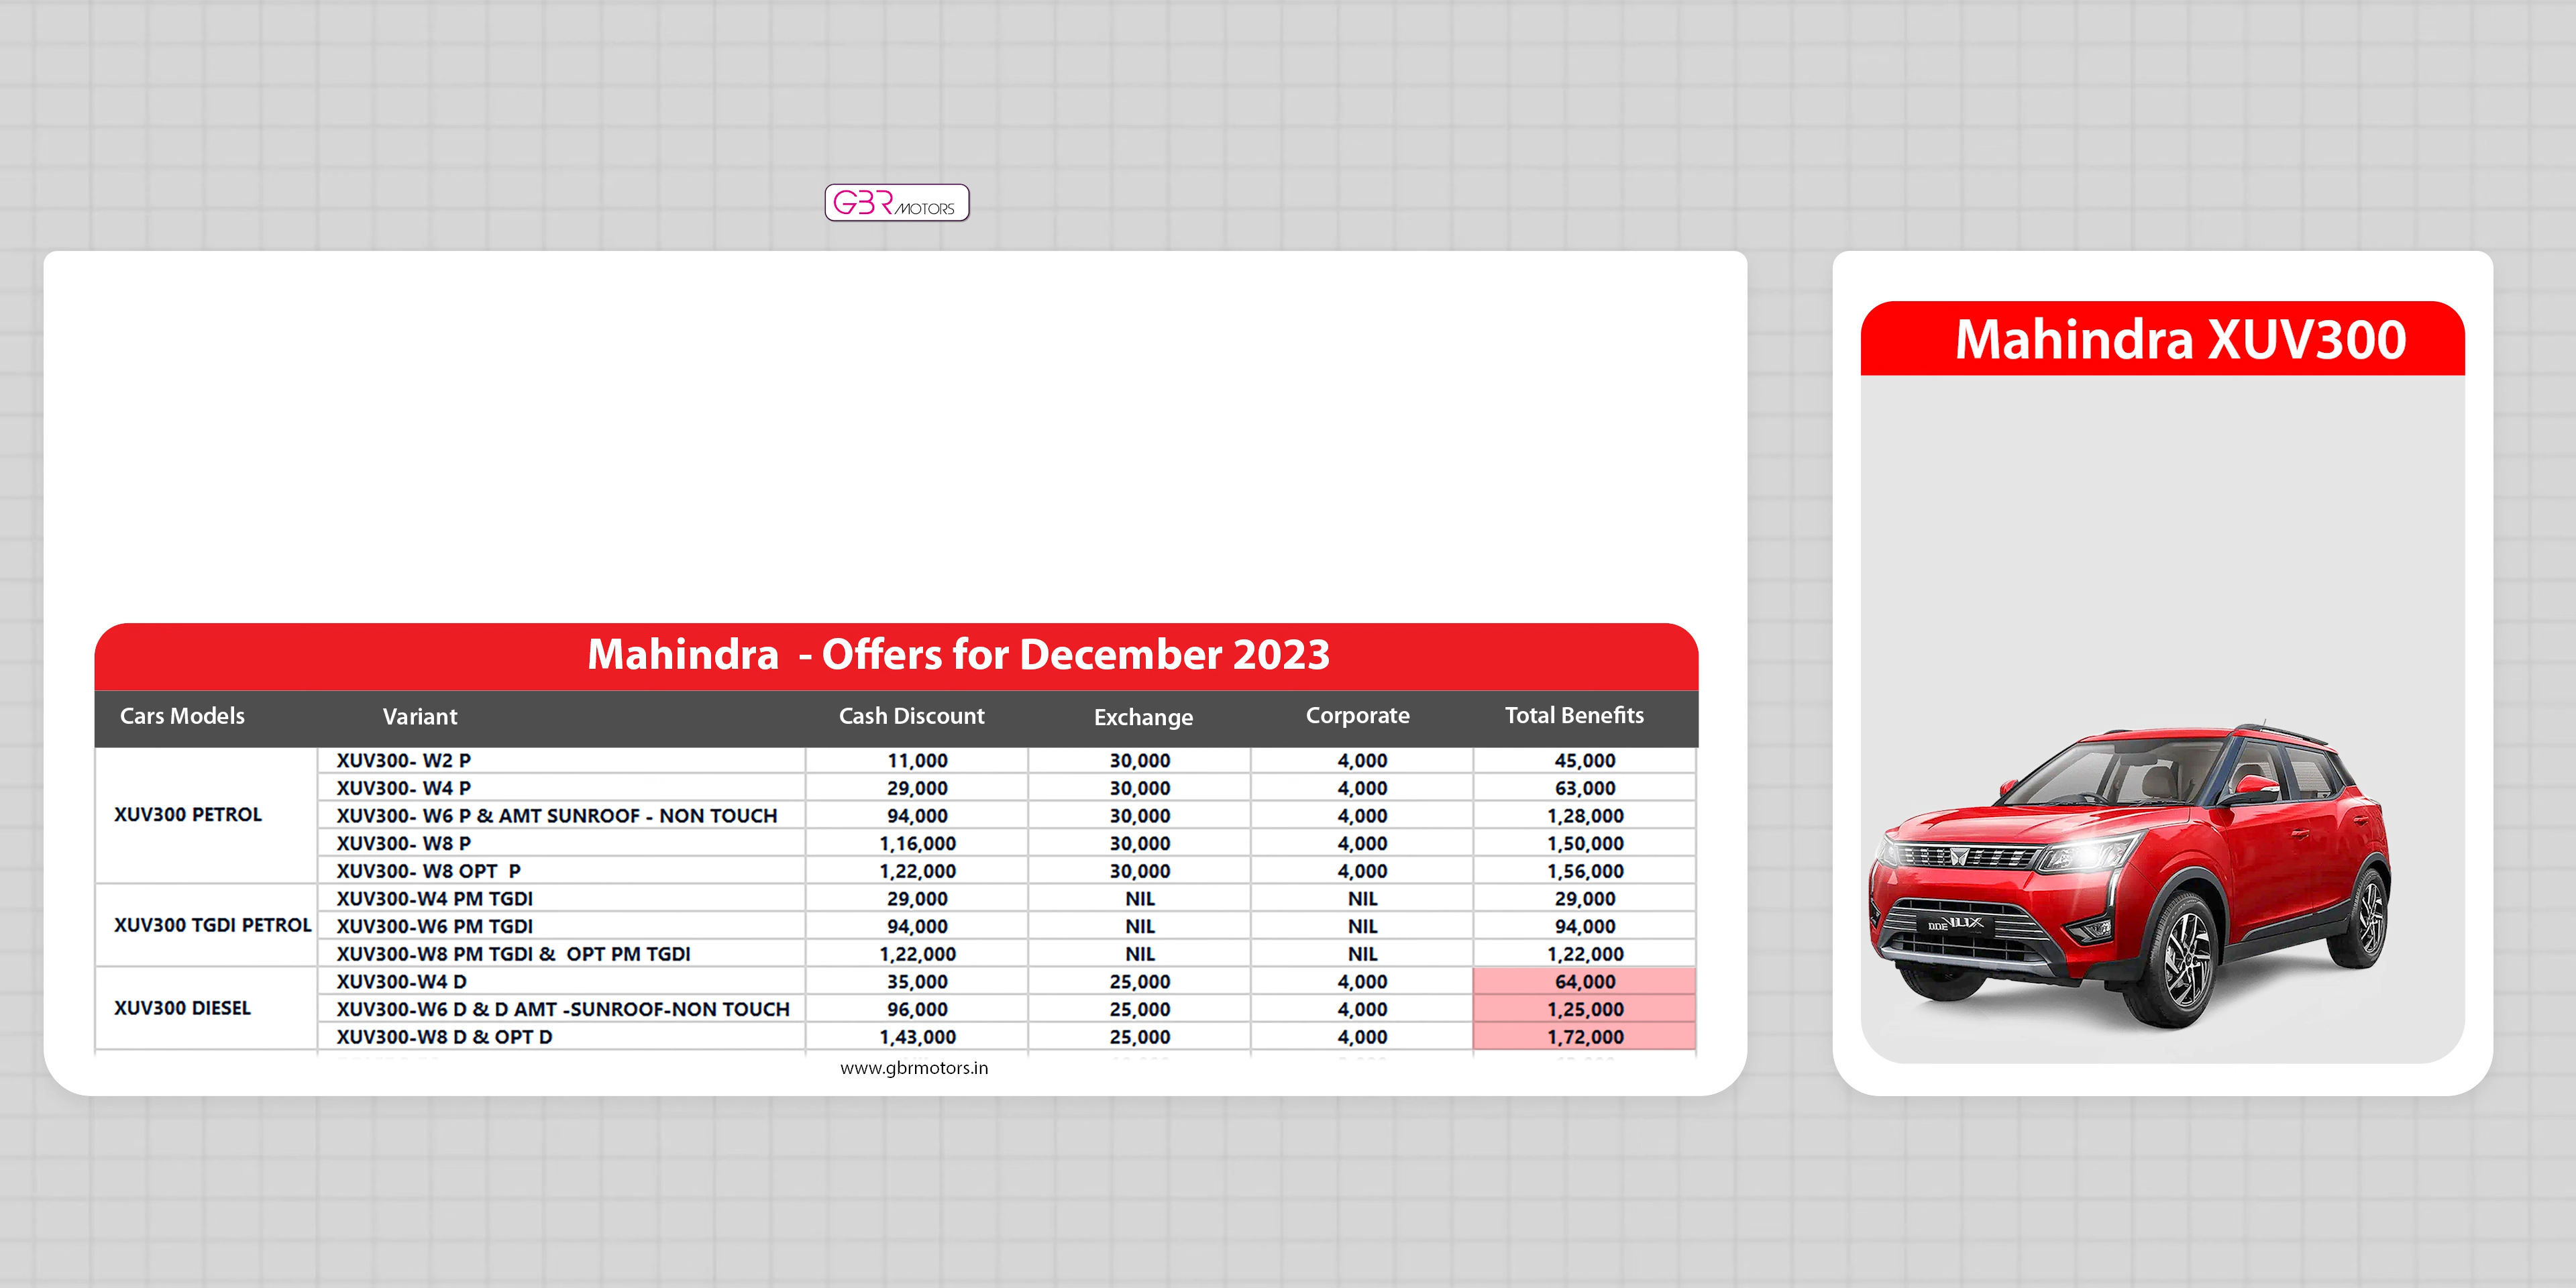 GBR MOTORS
Mahindra XUV300
Mahindra - Offers for December 2023
Cars Models Variant Cash Discount Exchange Corporate Total Benefits
XUV300 PETROL
XUV300- W2 P 11,000 30,000 4,000 45,000
XUV300- W4 P 29,000 30,000 4,000 63,000
XUV300- W6 P & AMT SUNROOF - NON TOUCH 94,000 30,000 4,000 1,28,000
XUV300- W8 P 1,16,000 30,000 4,000 1,50,000
XUV300- W8 OPT P 1,22,000 30,000 4,000 1,56,000
XUV300 TGDI PETROL
XUV300-W4 PM TGDI 29,000 NIL NIL 29,000
XUV300-W6 PM TGDI 94,000 NIL NIL 94,000
XUV300-W8 PM TGDI & OPT PM TGDI 1,22,000 NIL NIL 1,22,000
XUV300 DIESEL
XUV300-W4 D 35,000 25,000 4,000 64,000
XUV300-W6 D & D AMT -SUNROOF-NON TOUCH 96,000 25,000 4,000 1,25,000
XUV300-W8 D & OPT D 1,43,000 25,000 4,000 1,72,000
www.gbrmotors.in